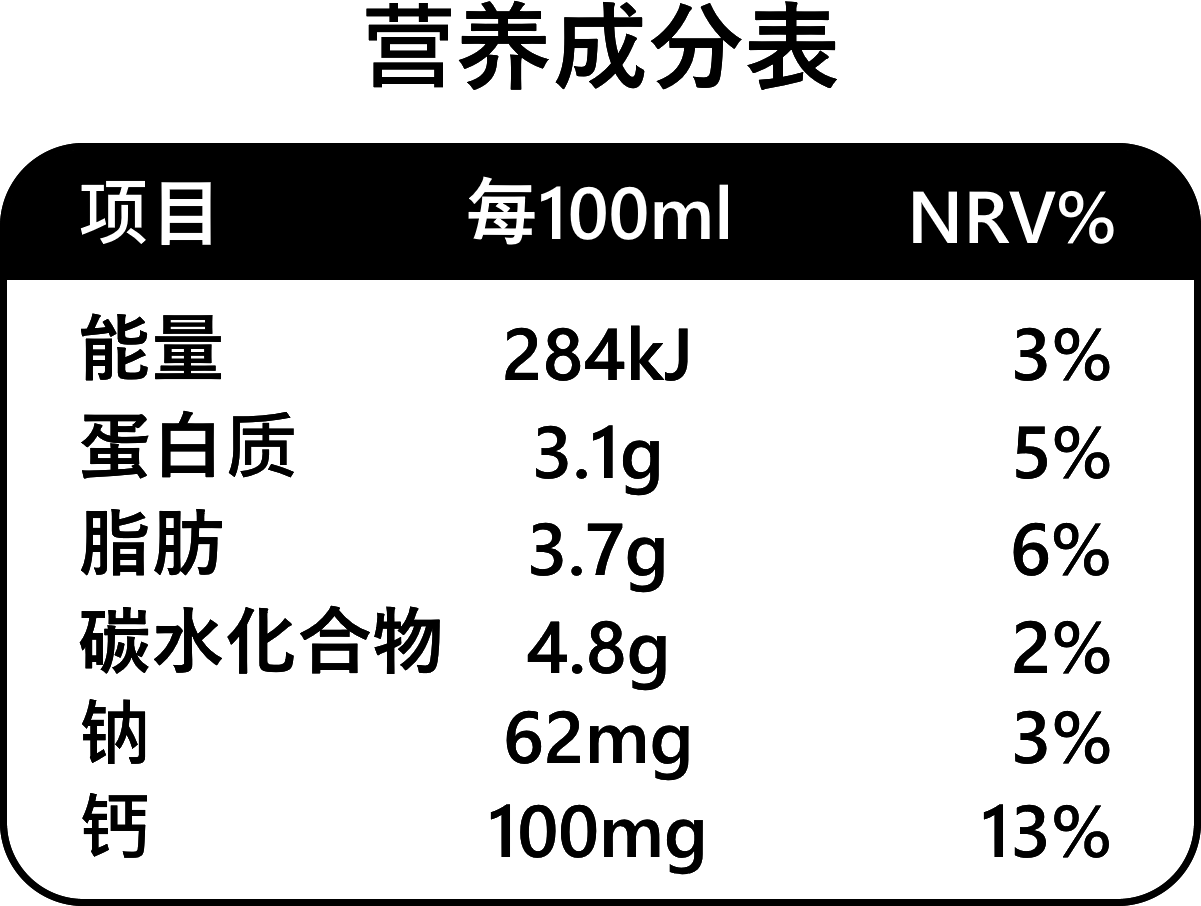 营养成分表
项目 每100ml NRV%
能量 284kJ 3%
蛋白质 3.1g 5%
脂肪 3.7g 6%
碳水化合物 4.8g 2%
钠 62mg 3%
钙 100mg 13%